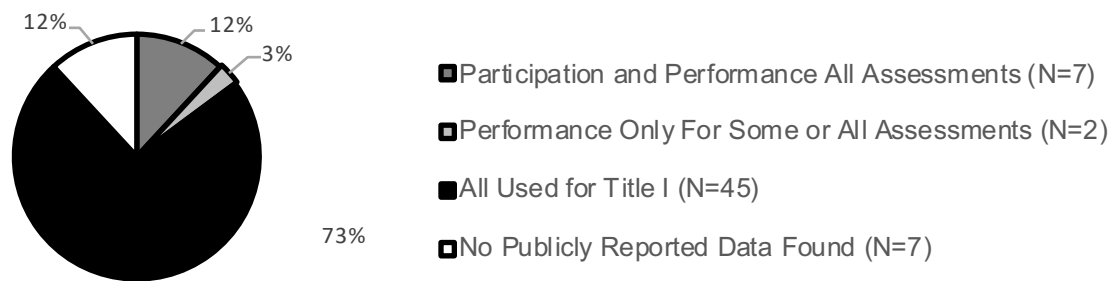 12%
12%
3%
73%
Participation and Performance All Assessments (N=7)
Performance Only For Some or All Assessments (N=2)
All Used for Title I (N=45)
No Publicly Reported Data Found (N=7)